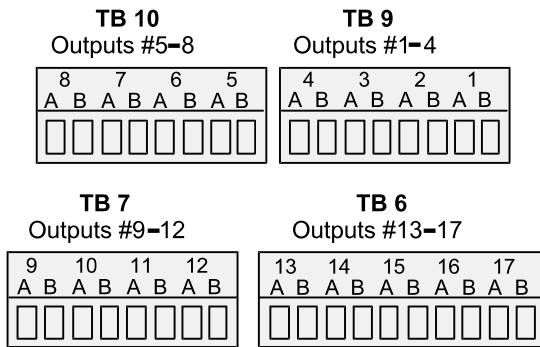 TB 10
Outputs #5–8
8 7 6 5
A B A B A B A B
TB 9
Outputs #1–4
4 3 2 1
A B A B A B A B
TB 7
Outputs #9–12
9 10 11 12
A B A B A B A B
TB 6
Outputs #13–17
13 14 15 16 17
A B A B A B A B A B